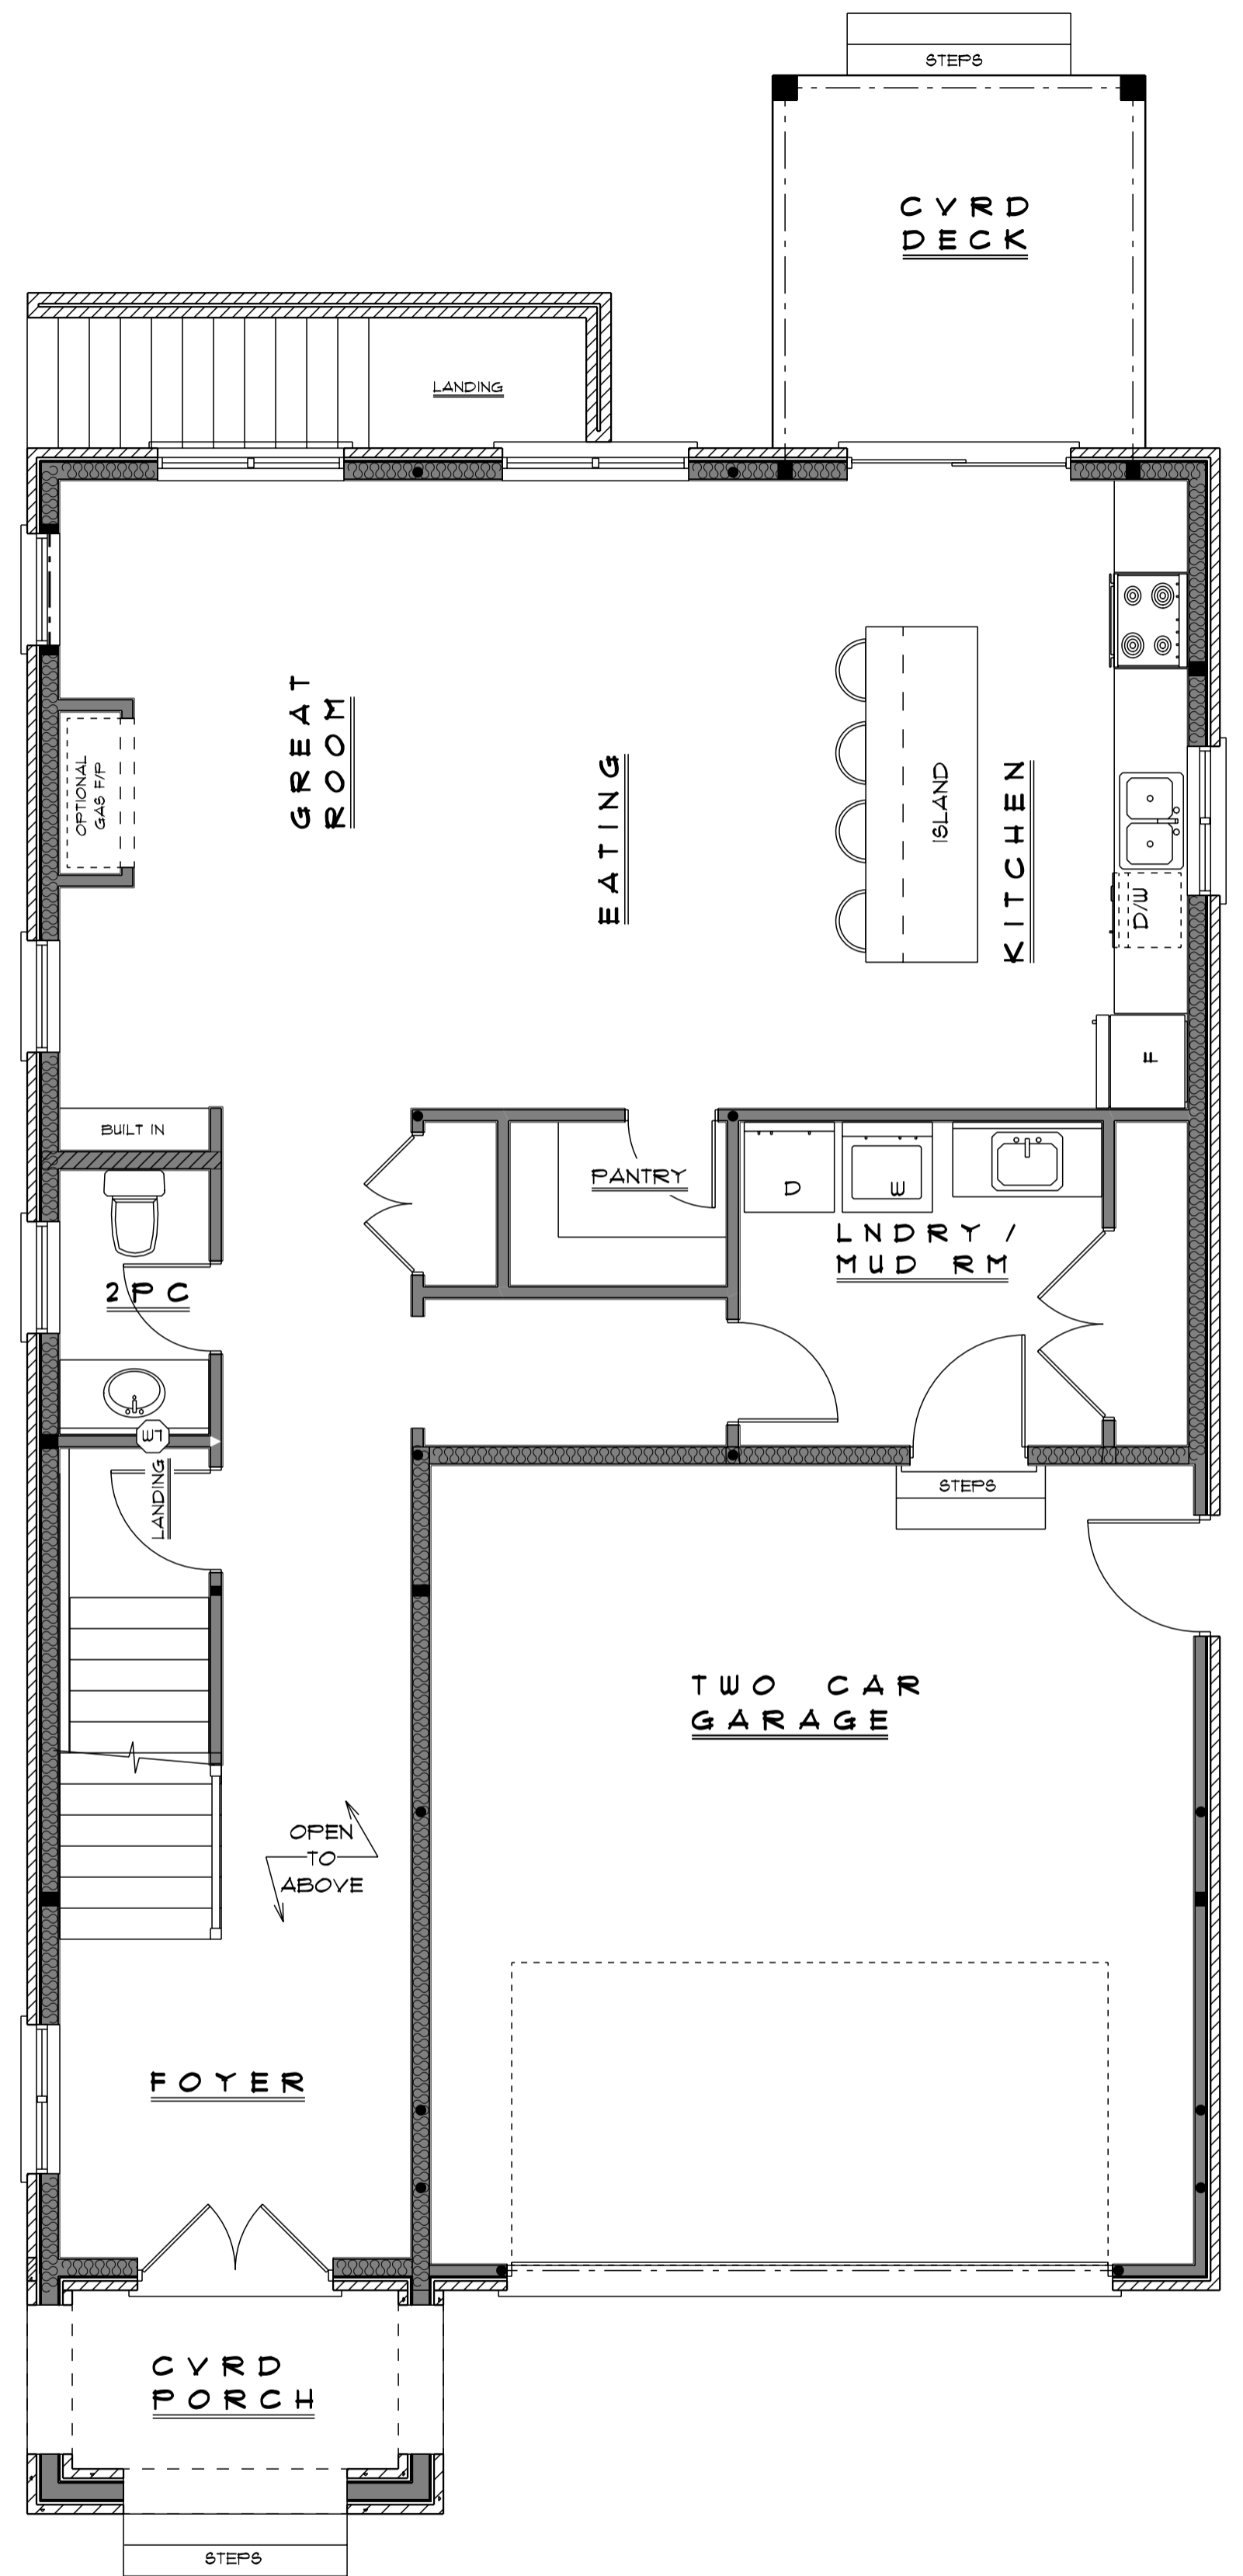 STEPS
CVRD
DECK
LANDING
GREAT
ROOM
OPTIONAL
GAS F/P
EATING
ISLAND
KITCHEN
D/W
F
BUILT IN
PANTRY
D
W
LNDRY /
MUD RM
2PC
LW
LANDING
STEPS
TWO CAR
GARAGE
OPEN
TO
ABOVE
FOYER
CVRD
PORCH
STEPS